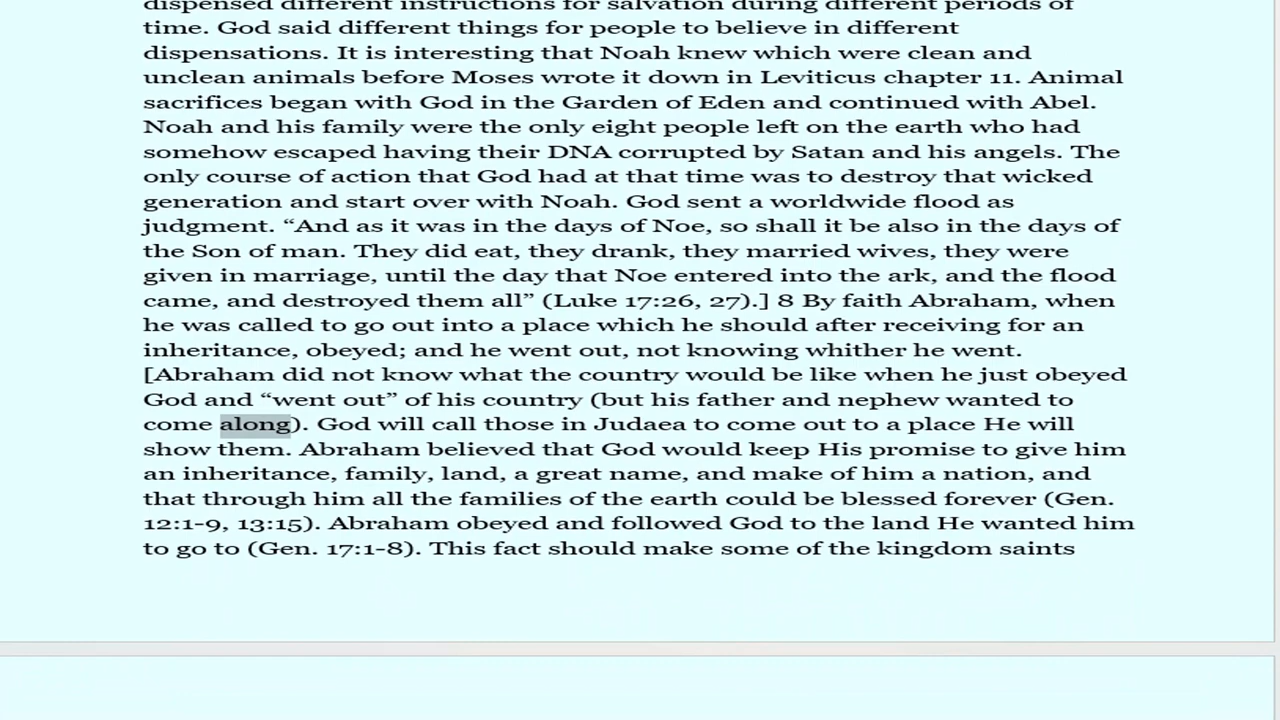 dispensed different instructions for salvation during different periods of
time. God said different things for people to believe in different
dispensations. It is interesting that Noah knew which were clean and
unclean animals before Moses wrote it down in Leviticus chapter 11. Animal
sacrifices began with God in the Garden of Eden and continued with Abel.
Noah and his family were the only eight people left on the earth who had
somehow escaped having their DNA corrupted by Satan and his angels. The
only course of action that God had at that time was to destroy that wicked
generation and start over with Noah. God sent a worldwide flood as
judgment. “And as it was in the days of Noe, so shall it be also in the days of
the Son of man. They did eat, they drank, they married wives, they were
given in marriage, until the day that Noe entered into the ark, and the flood
came, and destroyed them all” (Luke 17:26, 27).] 8 By faith Abraham, when
he was called to go out into a place which he should after receiving for an
inheritance, obeyed; and he went out, not knowing whither he went.
[Abraham did not know what the country would be like when he just obeyed
God and “went out” of his country (but his father and nephew wanted to
come along). God will call those in Judaea to come out to a place He will
show them. Abraham believed that God would keep His promise to give him
an inheritance, family, land, a great name, and make of him a nation, and
that through him all the families of the earth could be blessed forever (Gen.
12:1-9, 13:15). Abraham obeyed and followed God to the land He wanted him
to go to (Gen. 17:1-8). This fact should make some of the kingdom saints